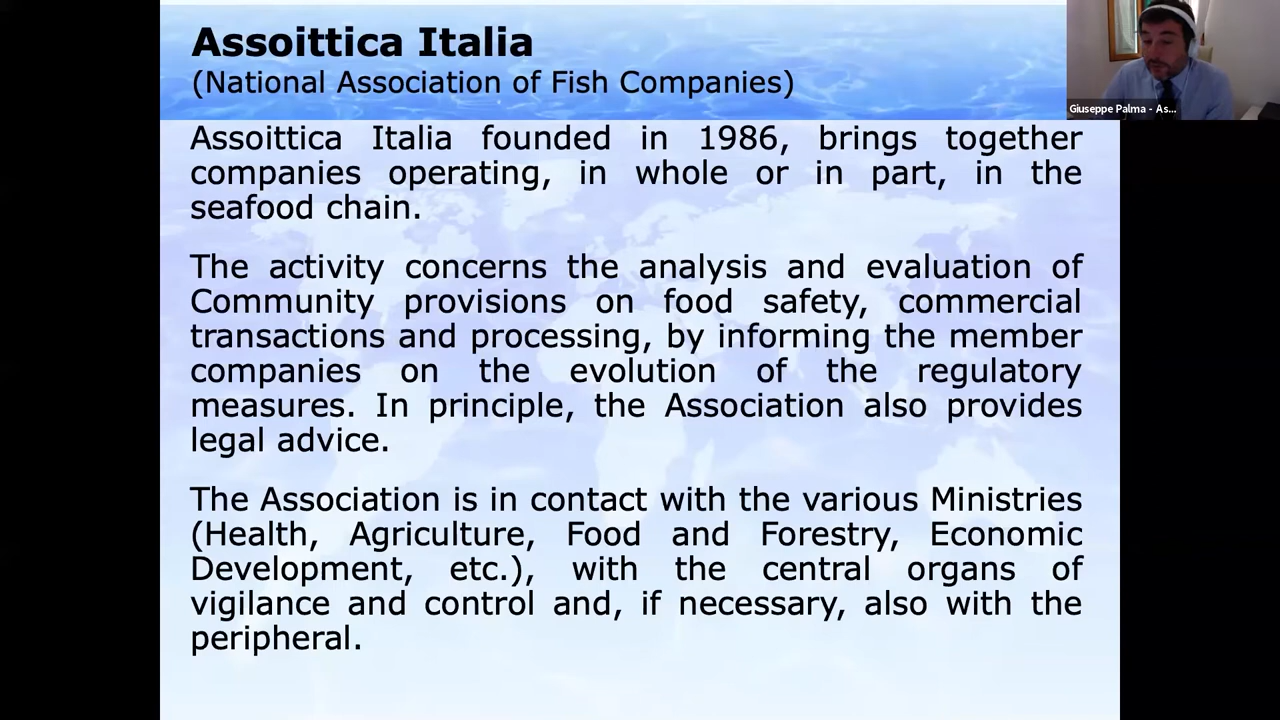 Assoittica Italia
(National Association of Fish Companies)
Giuseppe Palma - As...
Assoittica Italia founded in 1986, brings together
companies operating, in whole or in part, in the
seafood chain.
The activity concerns the analysis and evaluation of
Community provisions on food safety, commercial
transactions and processing, by informing the member
companies on the evolution of the regulatory
measures. In principle, the Association also provides
legal advice.
The Association is in contact with the various Ministries
(Health, Agriculture, Food and Forestry, Economic
Development, etc.), with the central organs of
vigilance and control and, if necessary, also with the
peripheral.